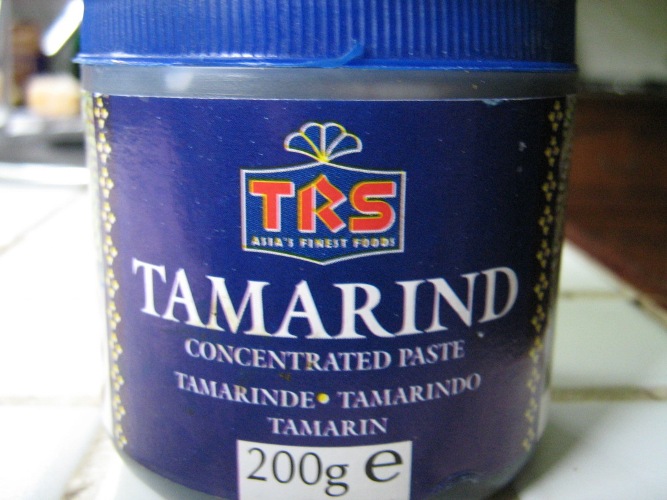 TRS
ASIA'S FINEST FOODS
TAMARIND
CONCENTRATED PASTE
TAMARINDE • TAMARINDO
TAMARIN
200g e